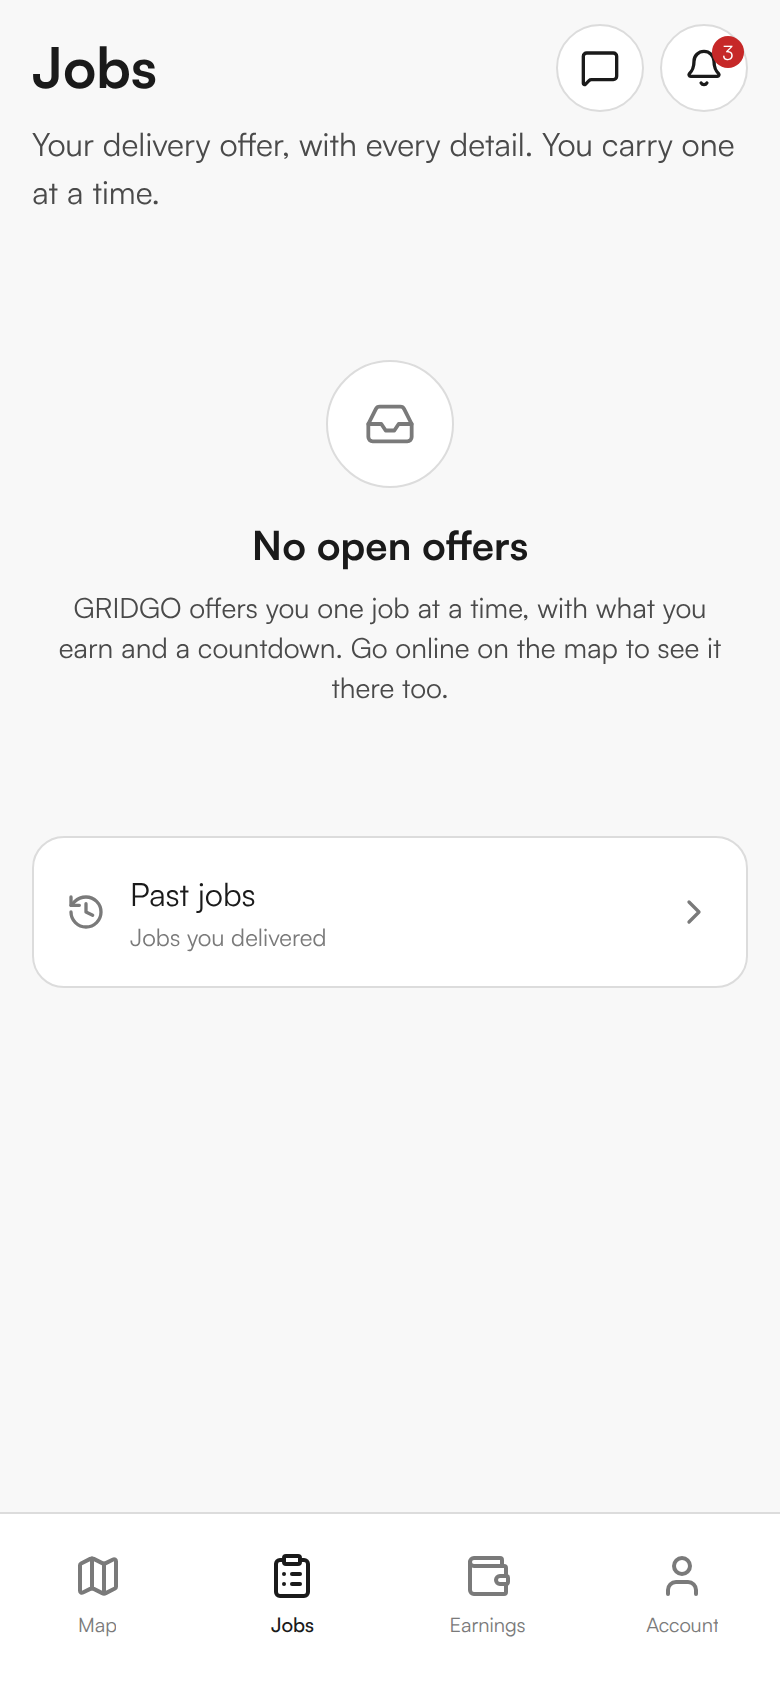 Jobs
3
Your delivery offer, with every detail. You carry one
at a time.
No open offers
GRIDGO offers you one job at a time, with what you
earn and a countdown. Go online on the map to see it
there too.
Past jobs
Jobs you delivered
Map
Jobs
Earnings
Account